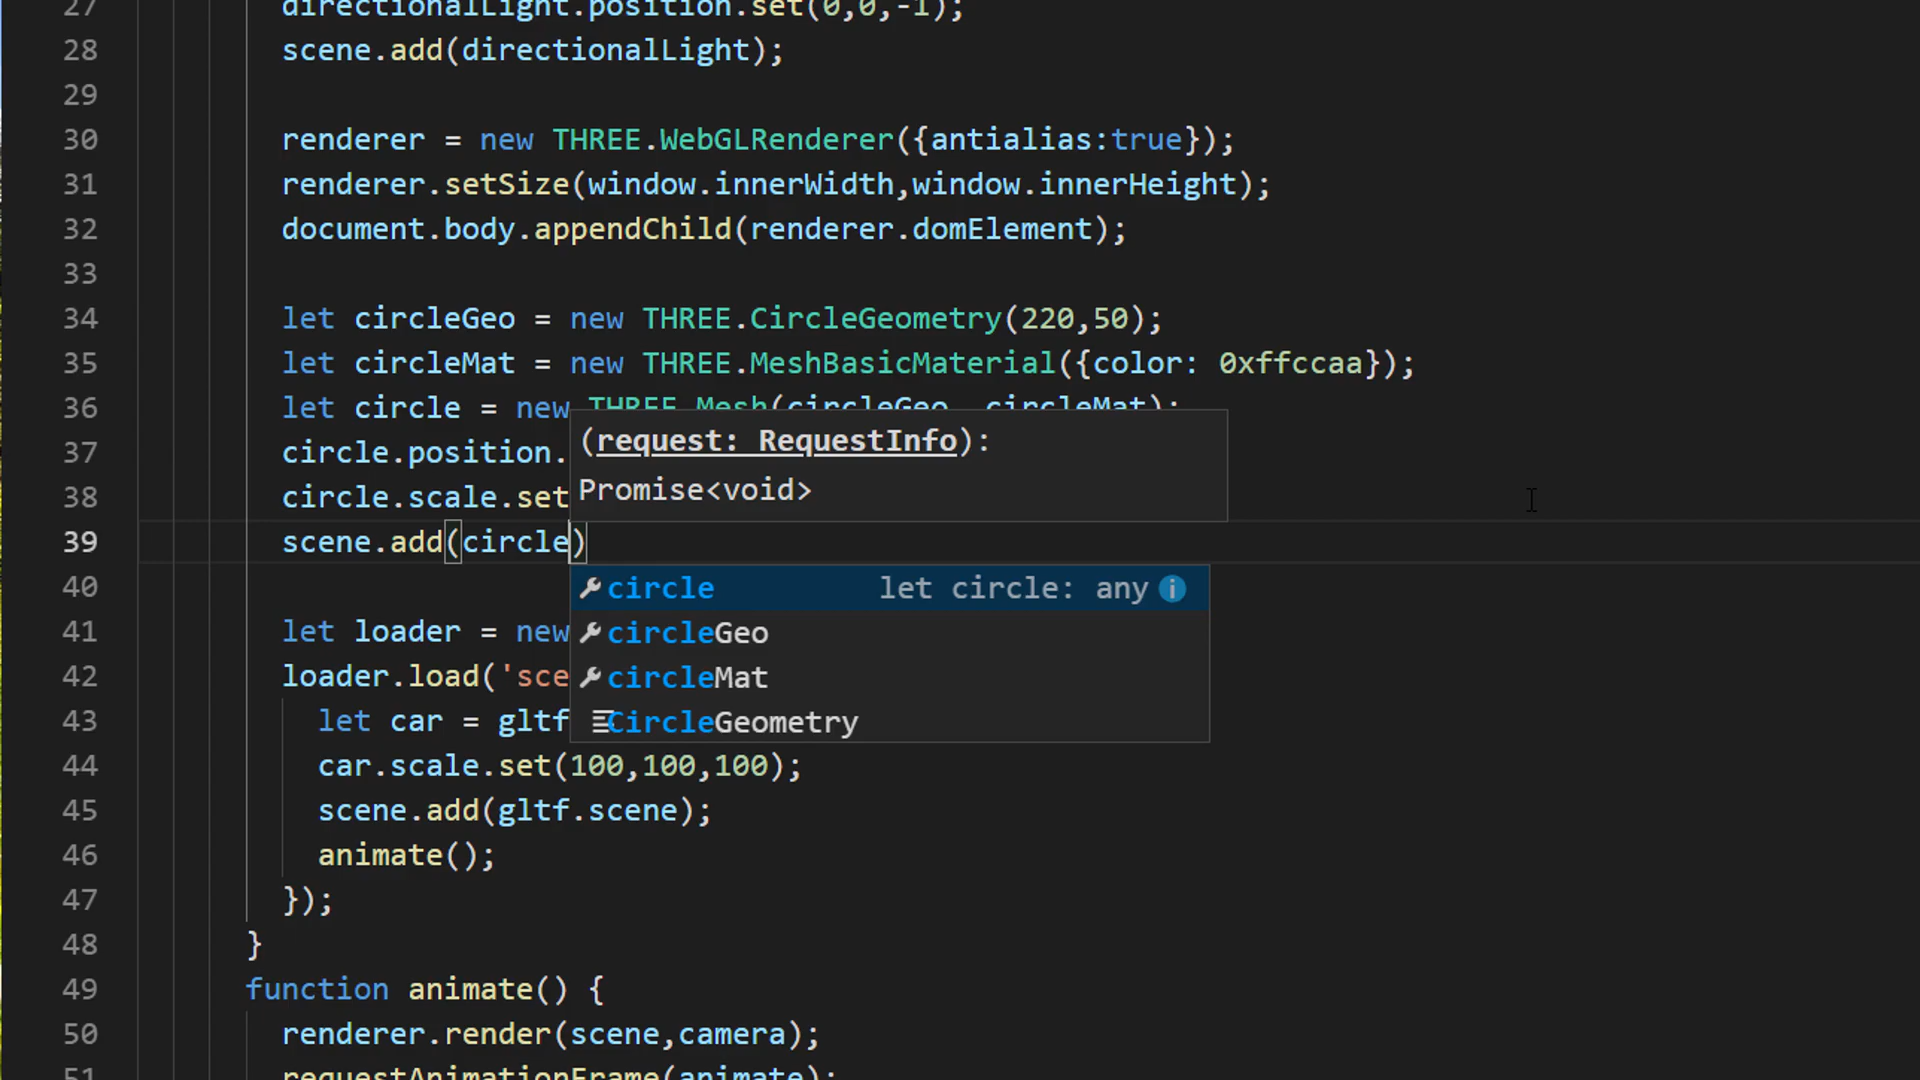 27 directionalLight.position.set(0,0,-1);
28 scene.add(directionalLight);
29
30 renderer = new THREE.WebGLRenderer({antialias:true});
31 renderer.setSize(window.innerWidth,window.innerHeight);
32 document.body.appendChild(renderer.domElement);
33
34 let circleGeo = new THREE.CircleGeometry(220,50);
35 let circleMat = new THREE.MeshBasicMaterial({color: 0xffccaa});
36 let circle = new THREE.Mesh(circleGeo, circleMat);
(request: RequestInfo):
37 circle.position.
Promise<void>
38 circle.scale.set
39 scene.add(circle)
circle let circle: any
40
circleGeo
41 let loader = new
circleMat
42 loader.load('sce
CircleGeometry
43 let car = gltf
44 car.scale.set(100,100,100);
45 scene.add(gltf.scene);
46 animate();
47 });
48 }
49 function animate() {
50 renderer.render(scene,camera);
51 requestAnimationFrame(animate);